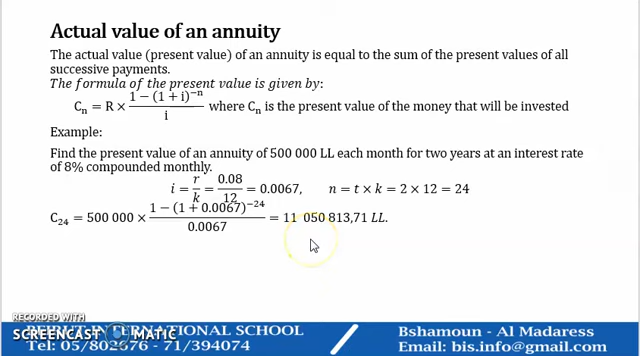 Actual value of an annuity
The actual value (present value) of an annuity is equal to the sum of the present values of all
successive payments.
The formula of the present value is given by:
Cₙ = R × (1 − (1 + i)⁻ⁿ) / i where Cₙ is the present value of the money that will be invested
Example:
Find the present value of an annuity of 500 000 LL each month for two years at an interest rate
of 8% compounded monthly.
i = r/k = 0.08/12 = 0.0067, n = t × k = 2 × 12 = 24
C₂₄ = 500 000 × (1 − (1 + 0.0067)⁻²⁴) / 0.0067 = 11 050 813,71 LL.
RECORDED WITH
SCREENCAST MATIC
BEIRUT INTERNATIONAL SCHOOL
Tel: 05/802676 - 71/394074
Bshamoun - Al Madaress
Email: bis.info@gmail.com